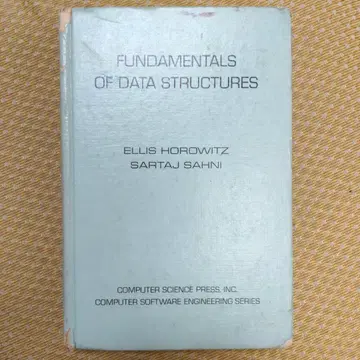 FUNDAMENTALS
OF DATA STRUCTURES
ELLIS HOROWITZ
SARTAJ SAHNI
COMPUTER SCIENCE PRESS, INC.
COMPUTER SOFTWARE ENGINEERING SERIES